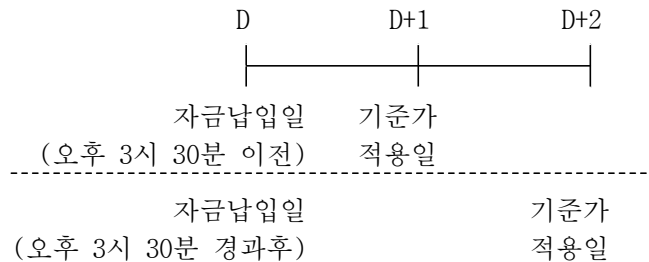 D D+1 D+2
자금납입일 기준가
(오후 3시 30분 이전) 적용일
자금납입일 기준가
(오후 3시 30분 경과후) 적용일